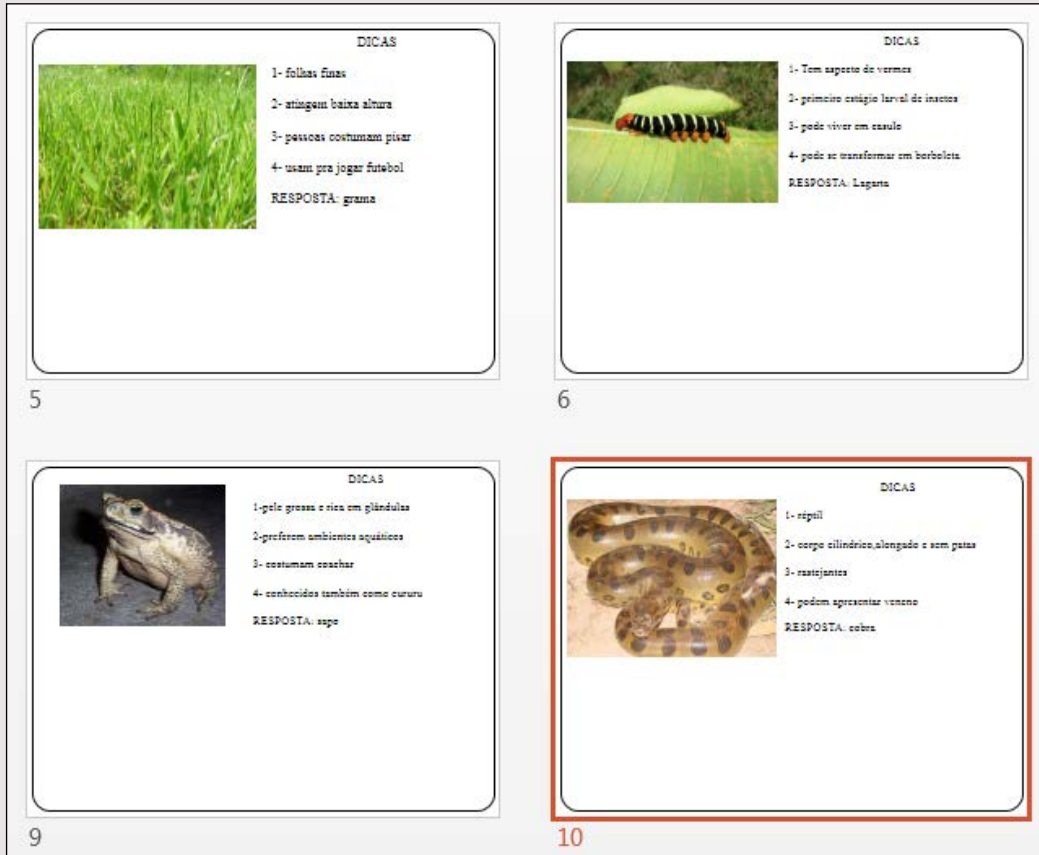 DICAS
1- folhas finas
2- atingem baixa altura
3- pessoas costumam pisar
4- usam pra jogar futebol
RESPOSTA: grama
5
DICAS
1- Tem aspecto de vermes
2- primeiro estágio larval de insetos
3- pode viver em casulo
4- pode se transformar em borboleta
RESPOSTA: Lagarta
6
DICAS
1-pele grossa e rica em glândulas
2-preferem ambientes aquáticos
3- costumam coachar
4- conhecidos também como cururu
RESPOSTA: sapo
9
DICAS
1- réptil
2- corpo cilíndrico,alongado e sem patas
3- rastejantes
4- podem apresentar veneno
RESPOSTA: cobra
10